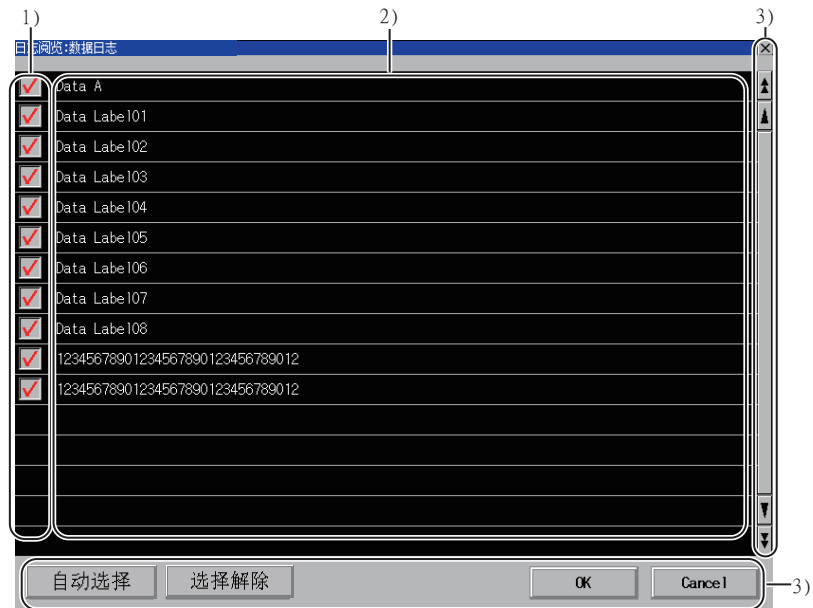 1) 2) 3)
日志阅览:数据日志
Data A
Data Label01
Data Label02
Data Label03
Data Label04
Data Label05
Data Label06
Data Label07
Data Label08
12345678901234567890123456789012
12345678901234567890123456789012
自动选择 选择解除 OK Cancel 3)